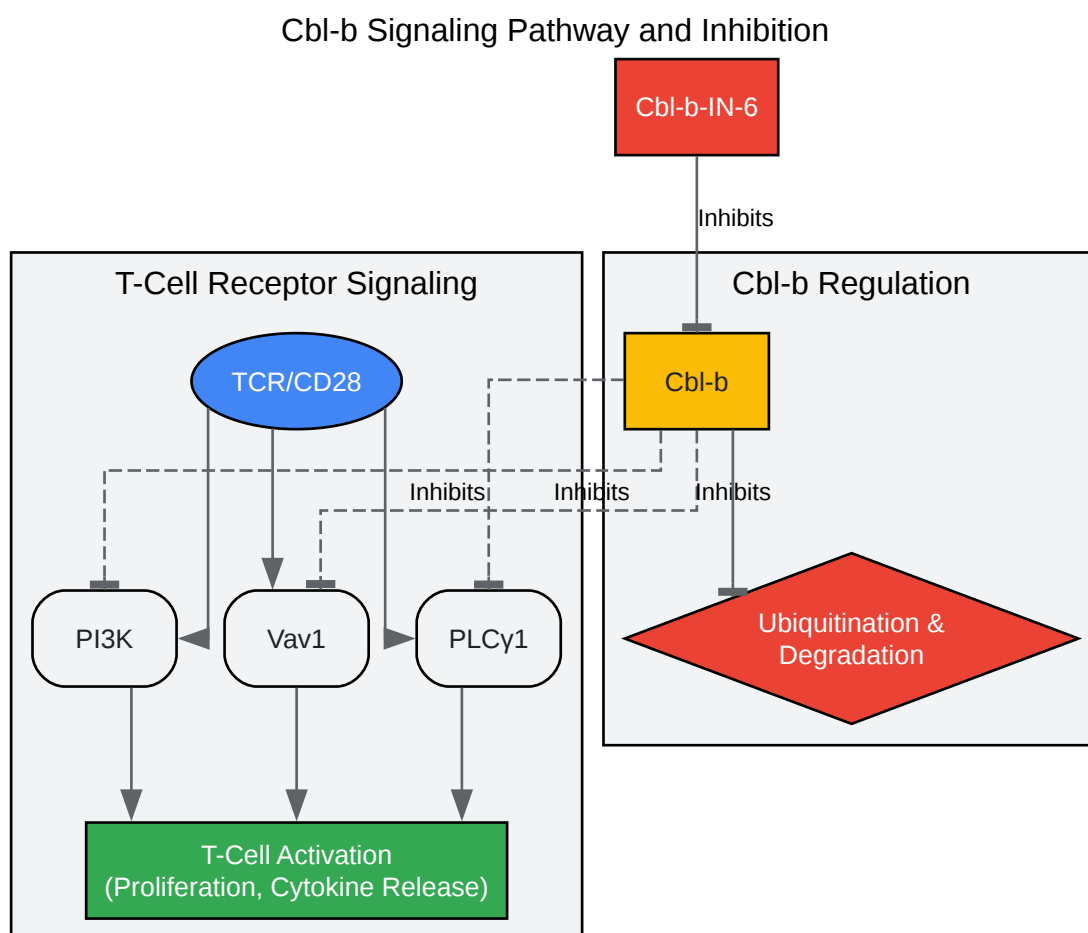 Cbl-b Signaling Pathway and Inhibition
Cbl-b-IN-6
Inhibits
T-Cell Receptor Signaling
Cbl-b Regulation
TCR/CD28
Cbl-b
Inhibits
Inhibits
Inhibits
PI3K
Vav1
PLCγ1
Ubiquitination &
Degradation
T-Cell Activation
(Proliferation, Cytokine Release)